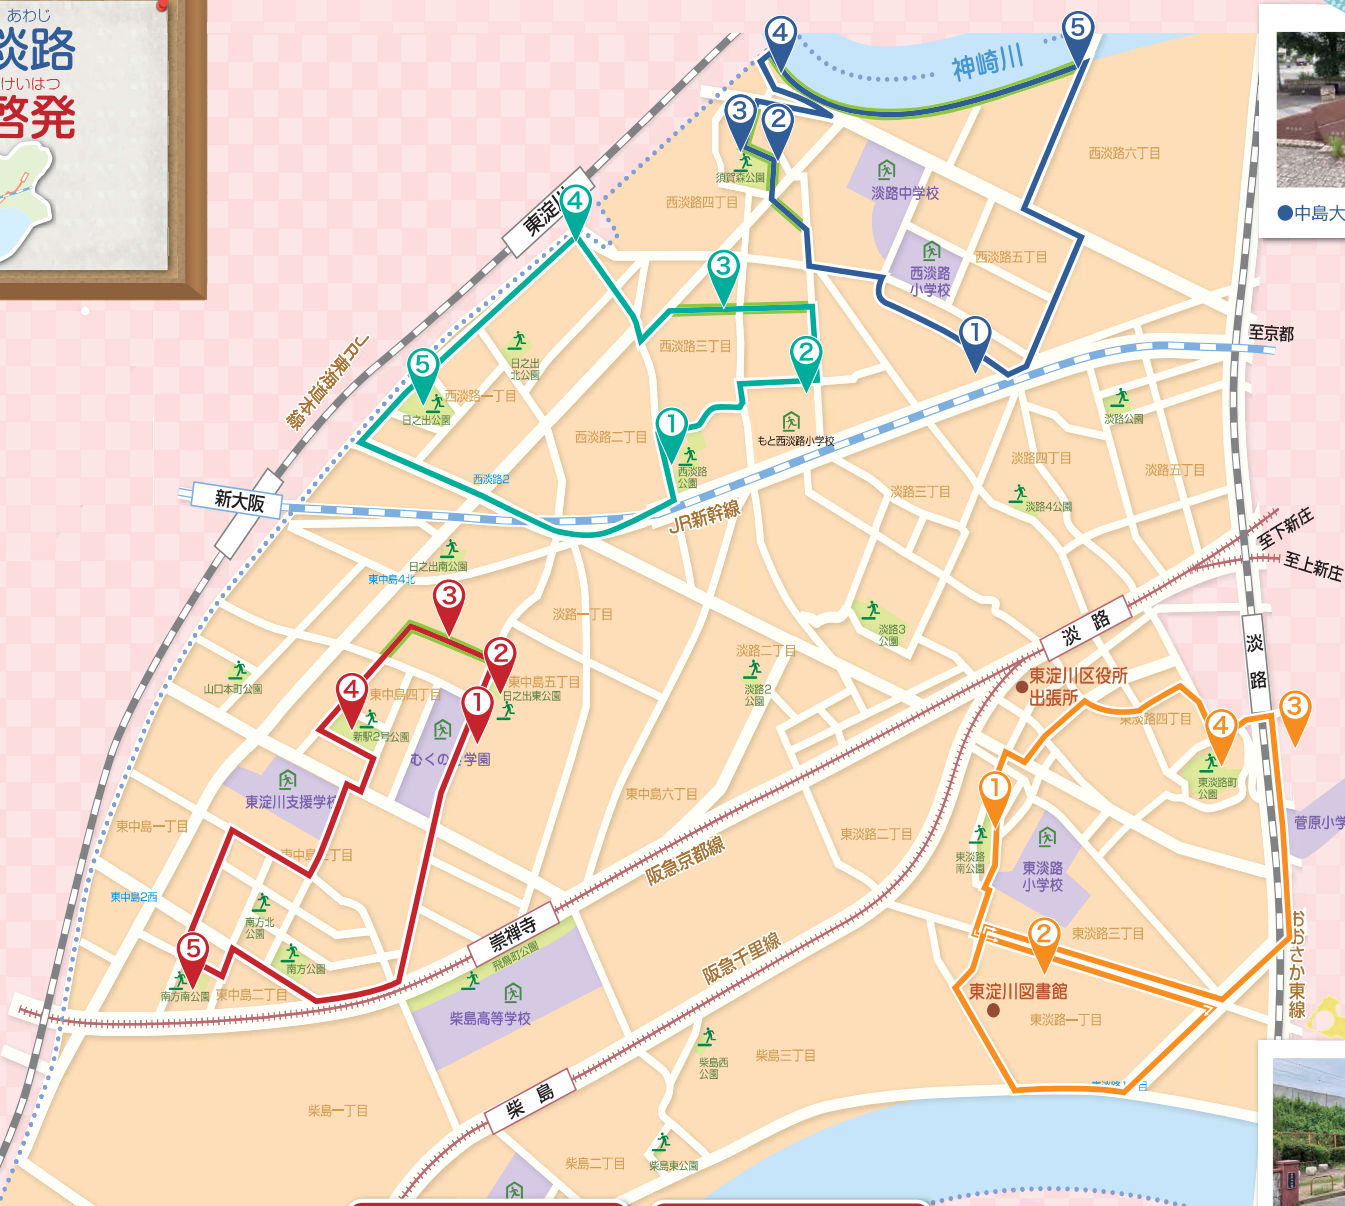 あわじ
淡路
けいはつ
啓発
4
5
神崎川
3
2
須賀森公園
西淡路四丁目
淡路中学校
西淡路六丁目
●中島大
東淀川
4
西淡路
小学校
西淡路五丁目
3
1
至京都
JR東海道本線
日之出
北公園
西淡路三丁目
2
5
西淡路一丁目
日之出公園
1
西淡路二丁目
もと西淡路小学校
淡路公園
西淡路
公園
西淡路2
淡路四丁目
淡路五丁目
新大阪
JR新幹線
淡路三丁目
淡路4公園
至下新庄
至上新庄
日之出南公園
東中島4北
3
淡路一丁目
淡路3
公園
淡路
淡路
2
淡路二丁目
淡路2
公園
山口本町公園
東中島五丁目
日之出東公園
4
東中島四丁目
1
新駅2号公園
東淀川区役所
出張所
東淡路四丁目
4
3
むくの
学園
東淡路町
公園
東淀川支援学校
東中島六丁目
1
東中島一丁目
東淡路二丁目
東淡路
南公園
東淡路
小学校
菅原小学
阪急京都線
東中島2西
南方北
公園
崇禅寺
飛鳥町公園
阪急千里線
2
東淡路三丁目
おおさか東線
5
南方公園
南方南公園
東中島二丁目
柴島高等学校
東淀川図書館
東淡路一丁目
柴島西
公園
柴島三丁目
柴島
柴島一丁目
柴島二丁目
柴島東公園